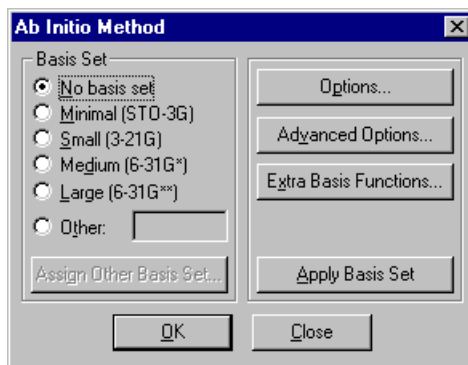 Ab Initio Method
Basis Set
No basis set
Minimal (STO-3G)
Small (3-21G)
Medium (6-31G*)
Large (6-31G**)
Other:
Assign Other Basis Set...
Options...
Advanced Options...
Extra Basis Functions...
Apply Basis Set
OK
Close